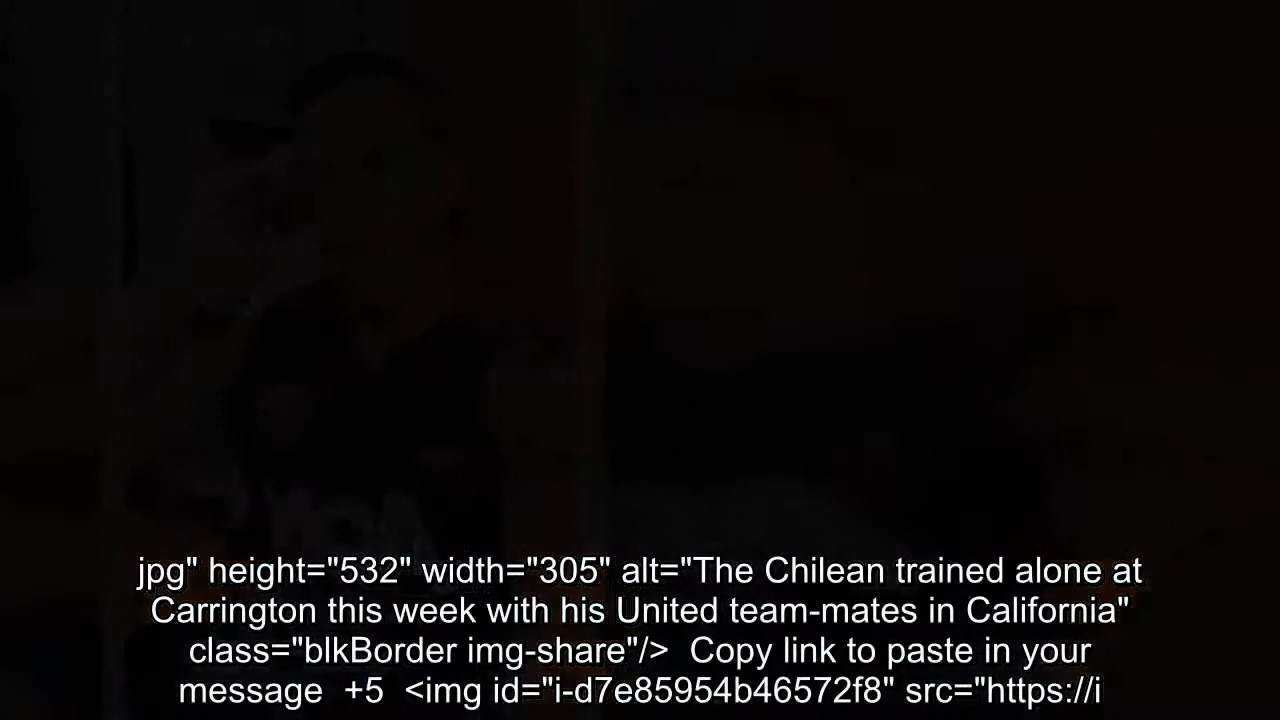 jpg" height="532" width="305" alt="The Chilean trained alone at
Carrington this week with his United team-mates in California"
class="blkBorder img-share"/>  Copy link to paste in your
message  +5  <img id="i-d7e85954b46572f8" src="https://i